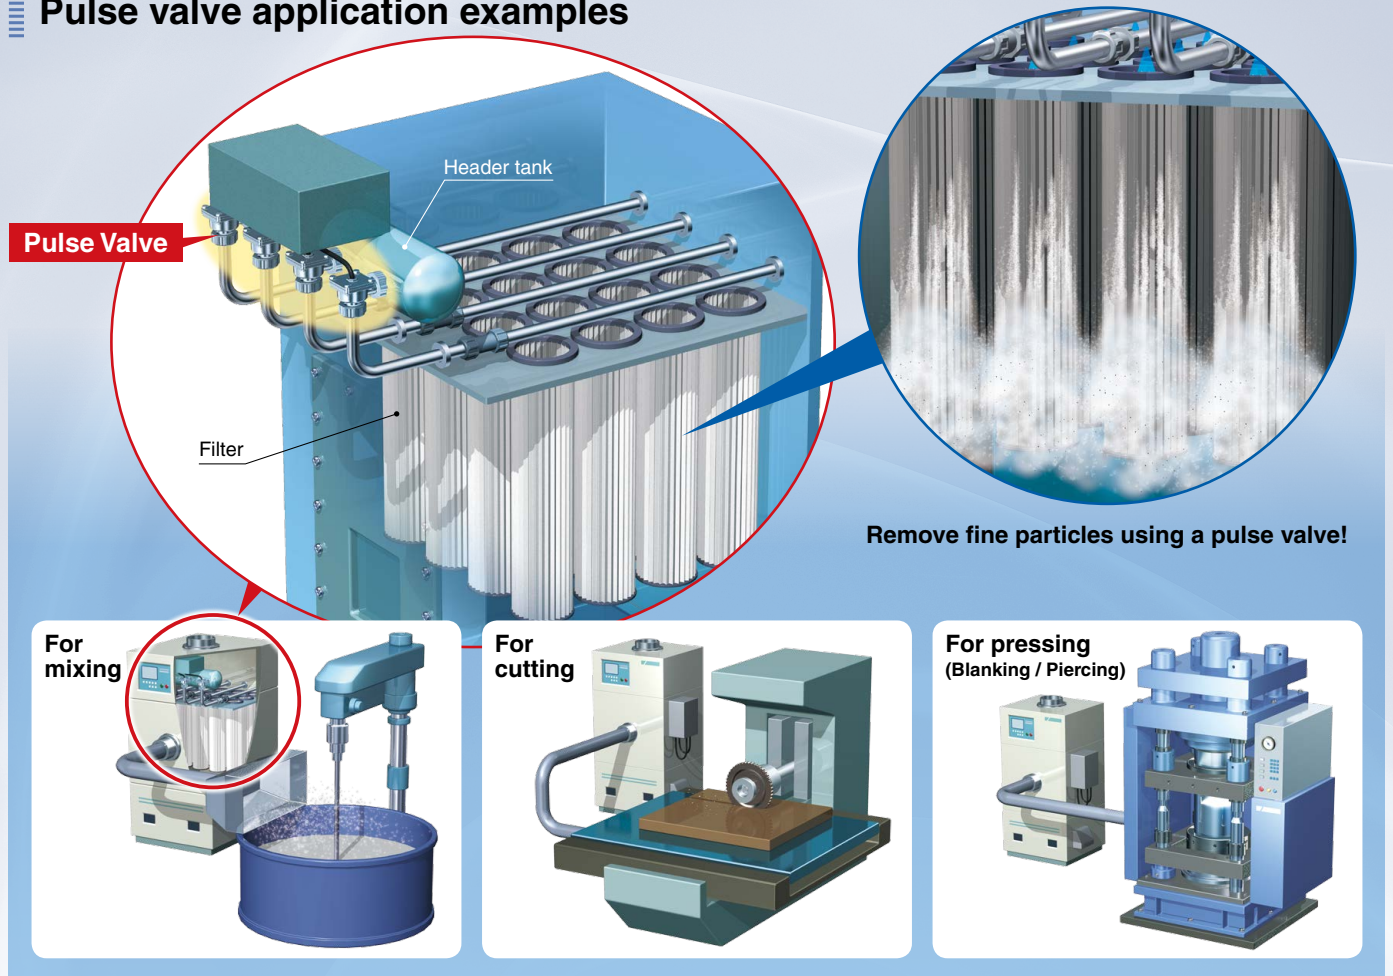 Pulse valve application examples
Header tank
Pulse Valve
Filter
Remove fine particles using a pulse valve!
For
mixing
For
cutting
For pressing
(Blanking / Piercing)